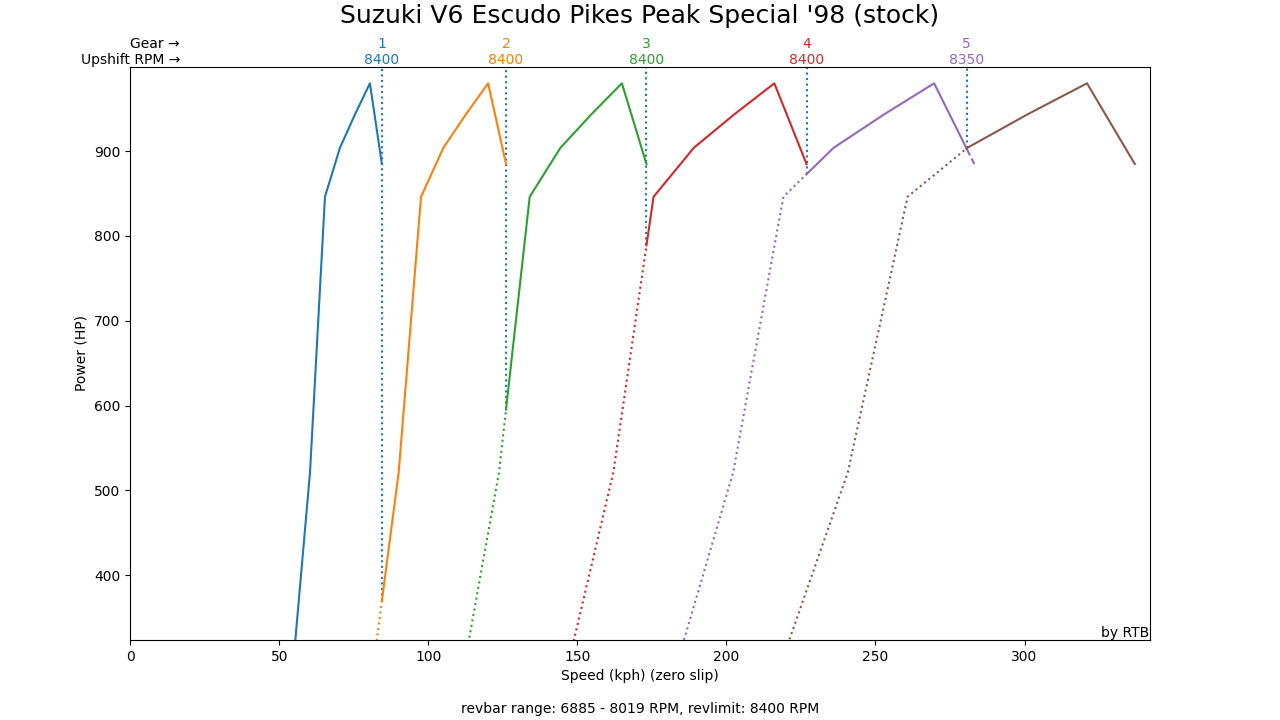 Suzuki V6 Escudo Pikes Peak Special '98 (stock)
Gear → 1 2 3 4 5
Upshift RPM → 8400 8400 8400 8400 8350
900
800
700
600
500
400
Power (HP)
by RTB
0 50 100 150 200 250 300
Speed (kph) (zero slip)
revbar range: 6885 - 8019 RPM, revlimit: 8400 RPM